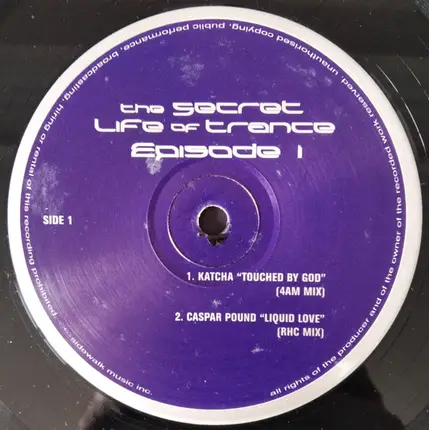 the secret
Life of trance
Episode 1
SIDE 1
1. KATCHA "TOUCHED BY GOD"
(4AM MIX)
2. CASPAR POUND "LIQUID LOVE"
(RHC MIX)
all rights of the producer and of the owner of the recorded work reserved. unauthorised copying, public performance, broadcasting, hiring or rental of this recording prohibited. © sidewalk music inc.